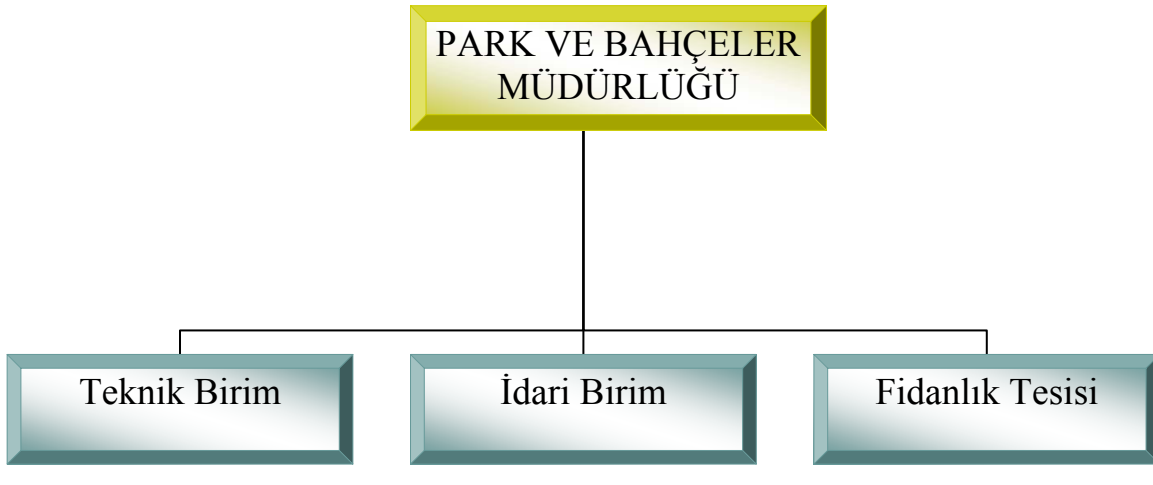 PARK VE BAHÇELER
MÜDÜRLÜĞÜ
Teknik Birim
İdari Birim
Fidanlık Tesisi